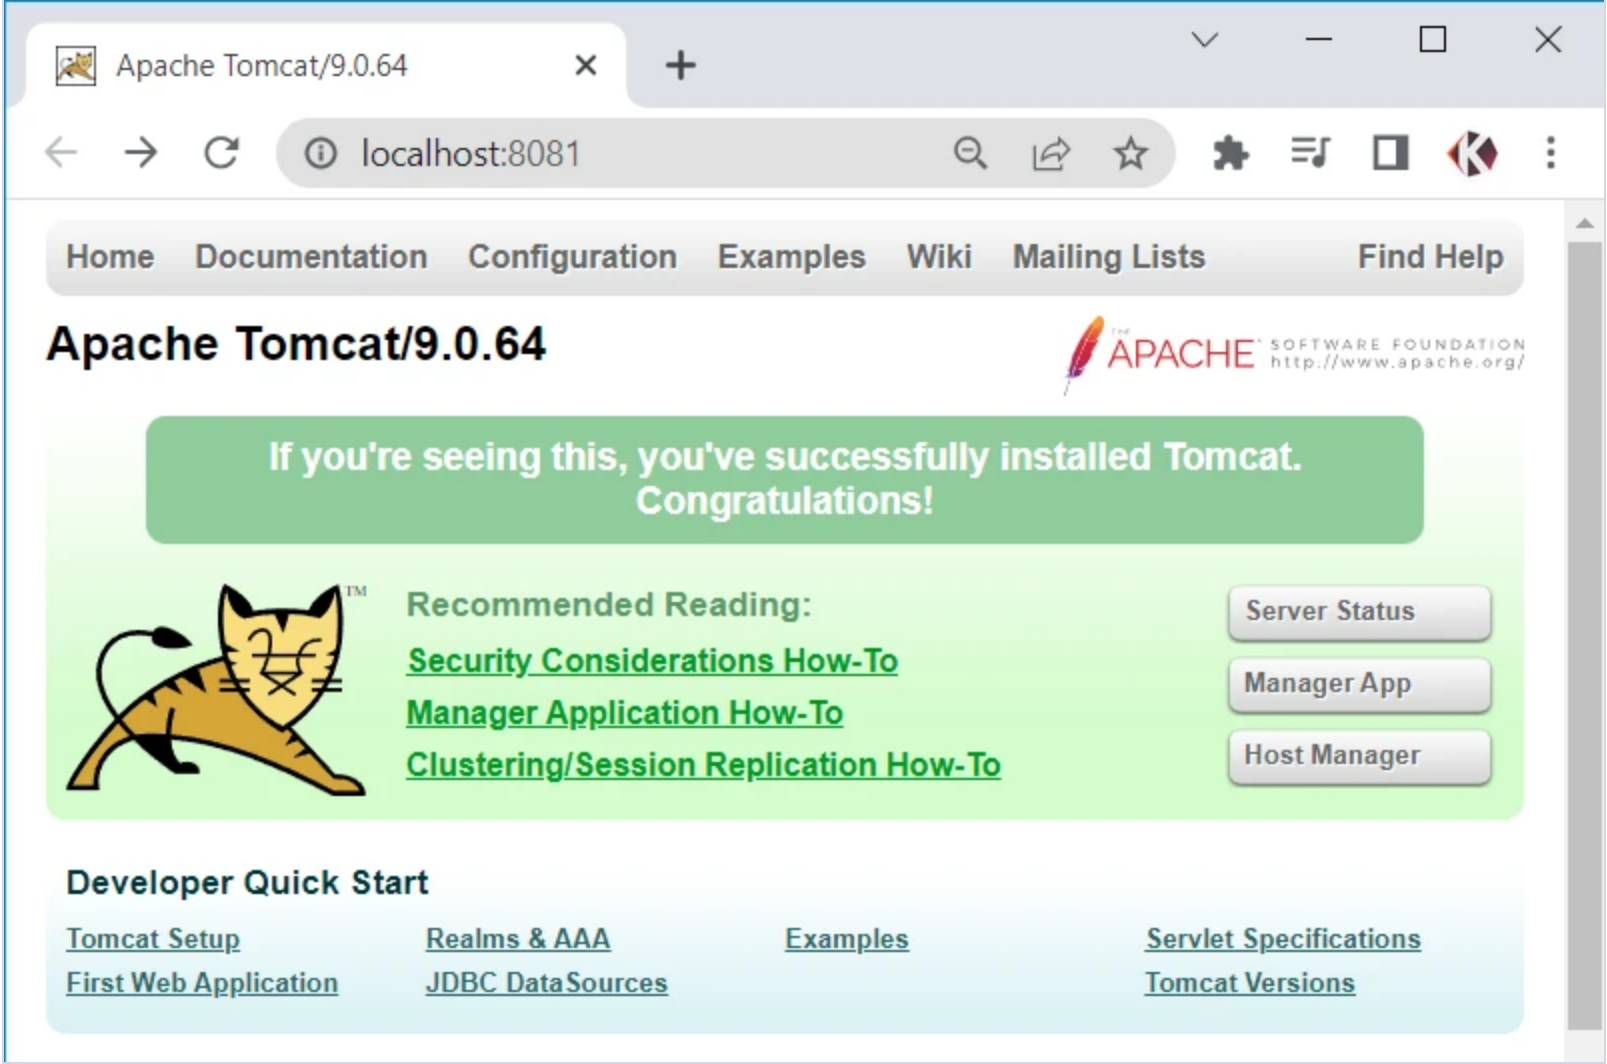 Apache Tomcat/9.0.64
localhost:8081
Home Documentation Configuration Examples Wiki Mailing Lists Find Help
Apache Tomcat/9.0.64
THE
APACHE SOFTWARE FOUNDATION
http://www.apache.org/
If you're seeing this, you've successfully installed Tomcat.
Congratulations!
TM
Recommended Reading:
Security Considerations How-To
Manager Application How-To
Clustering/Session Replication How-To
Server Status
Manager App
Host Manager
Developer Quick Start
Tomcat Setup Realms & AAA Examples Servlet Specifications
First Web Application JDBC DataSources Tomcat Versions